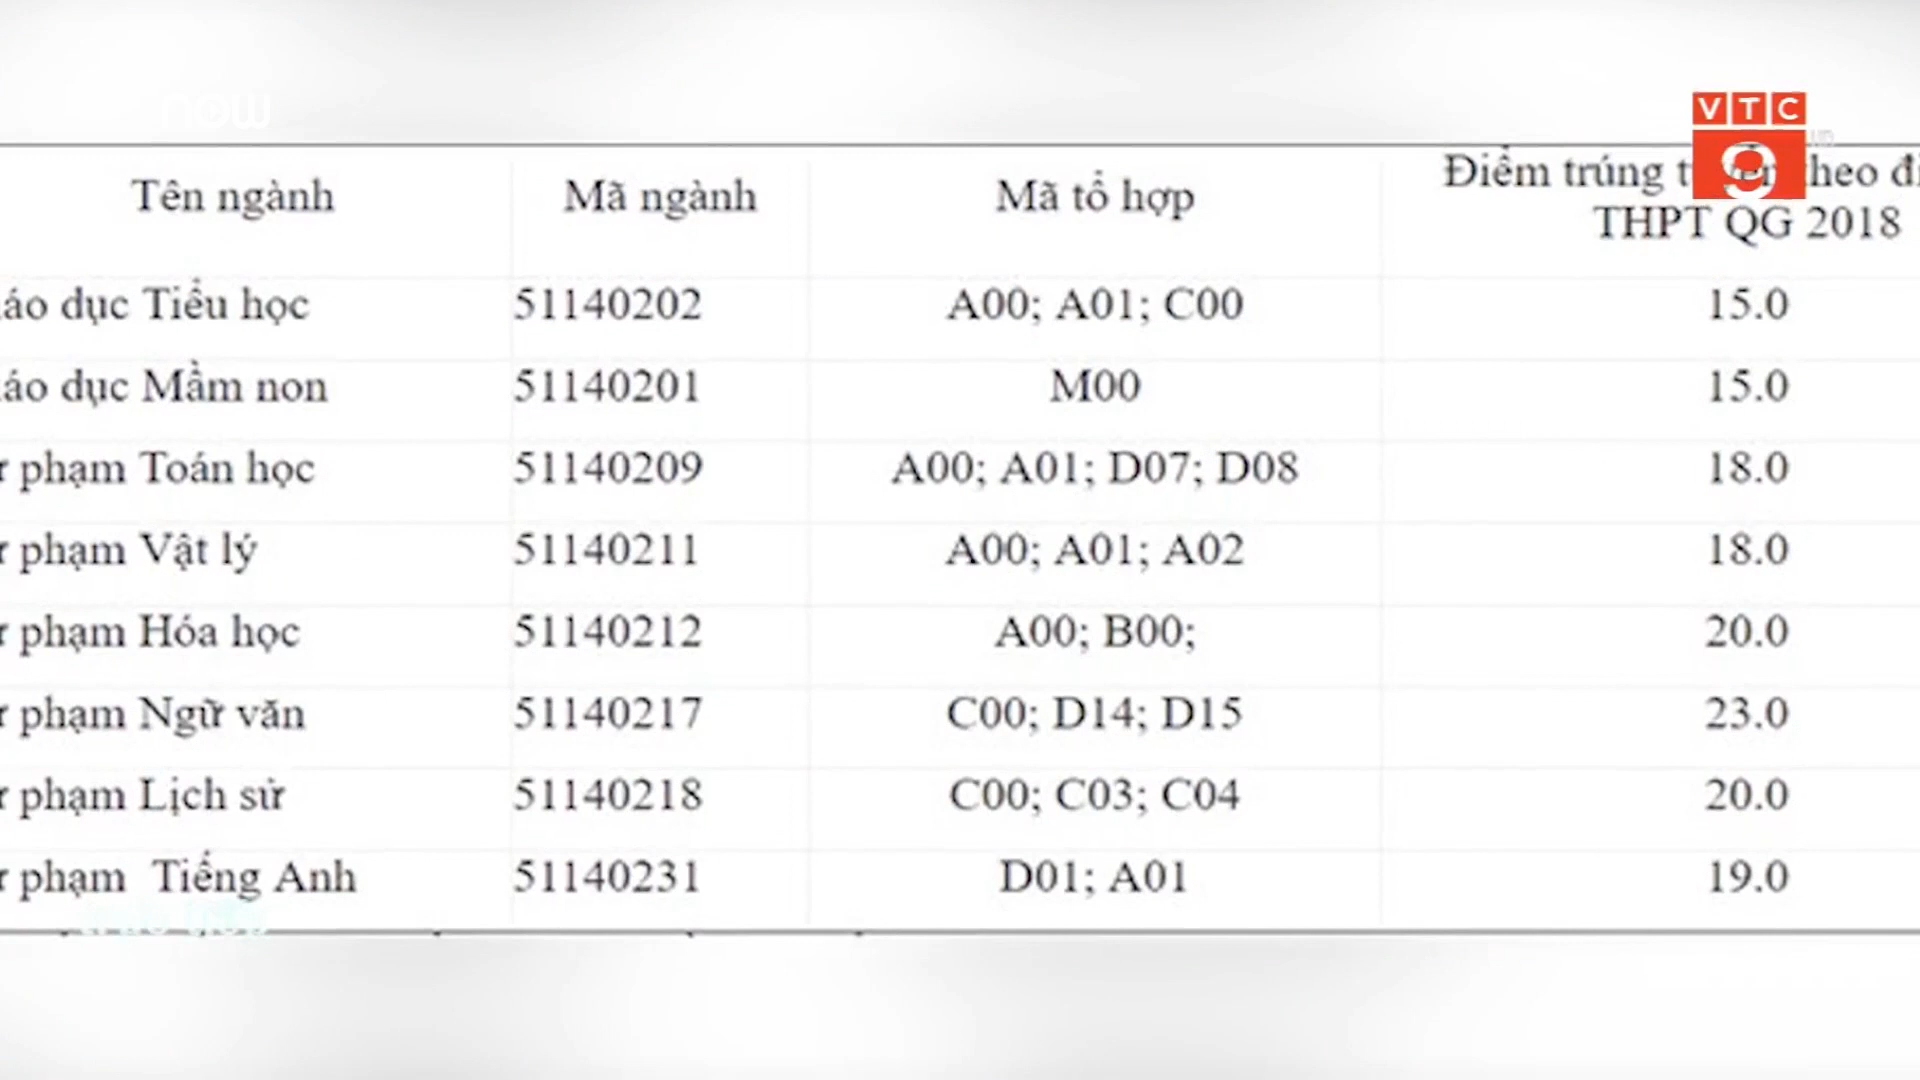 now
VTC
9
Tên ngành Mã ngành Mã tổ hợp Điểm trúng theo
THPT QG 2018
dục Tiểu học 51140202 A00; A01; C00 15.0
dục Mầm non 51140201 M00 15.0
phạm Toán học 51140209 A00; A01; D07; D08 18.0
phạm Vật lý 51140211 A00; A01; A02 18.0
phạm Hóa học 51140212 A00; B00; 20.0
phạm Ngữ văn 51140217 C00; D14; D15 23.0
phạm Lịch sử 51140218 C00; C03; C04 20.0
phạm Tiếng Anh 51140231 D01; A01 19.0